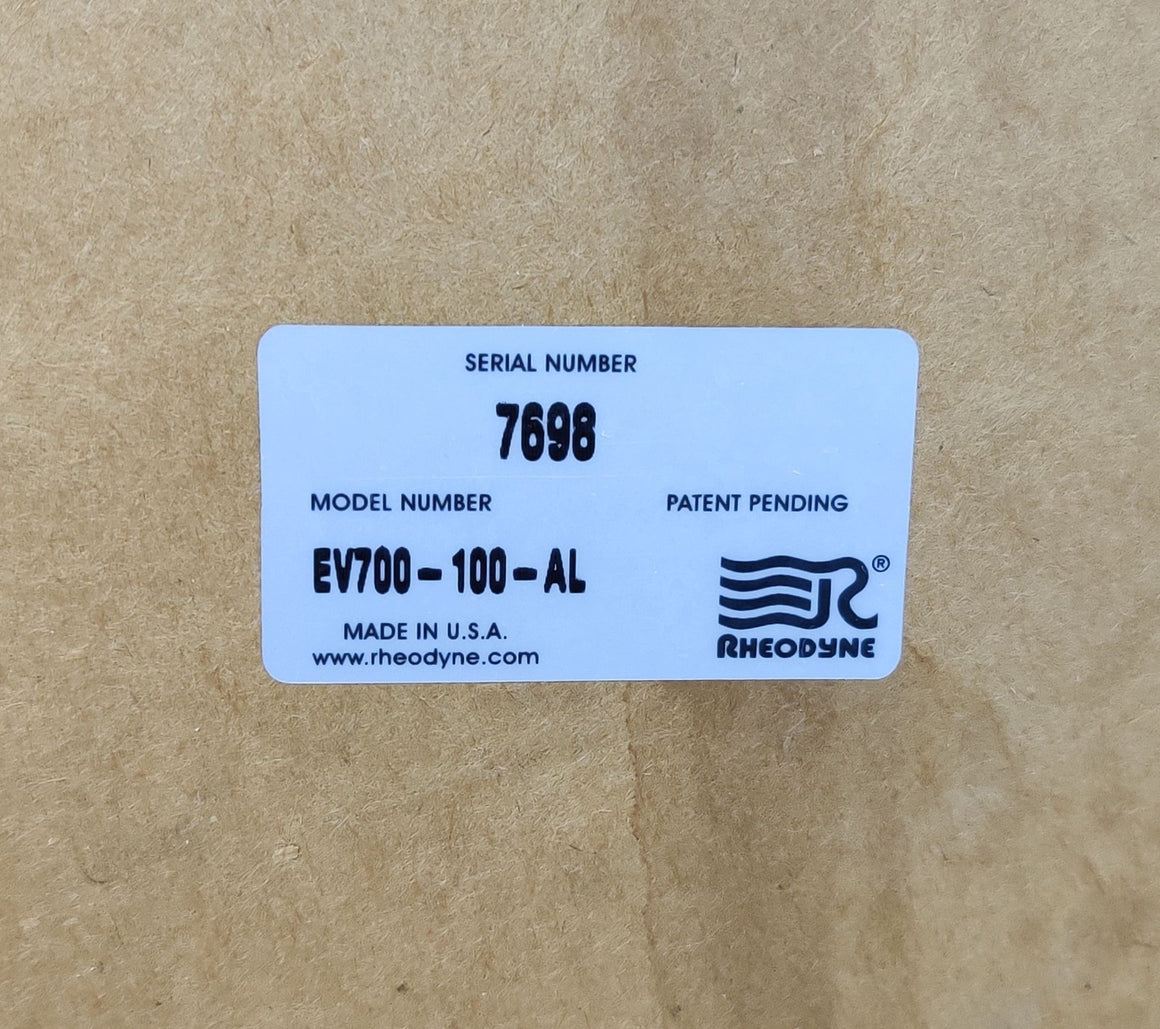 SERIAL NUMBER
7698
MODEL NUMBER
PATENT PENDING
EV700-100-AL
®
MADE IN U.S.A.
www.rheodyne.com
RHEODYNE